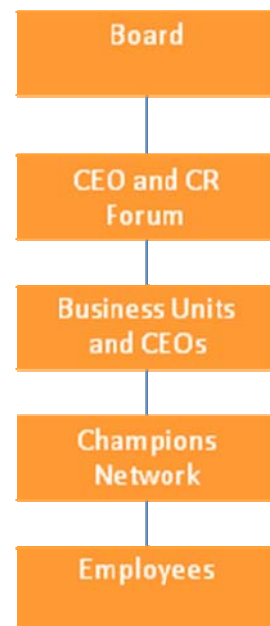 Board
CEO and CR
Forum
Business Units
and CEOs
Champions
Network
Employees